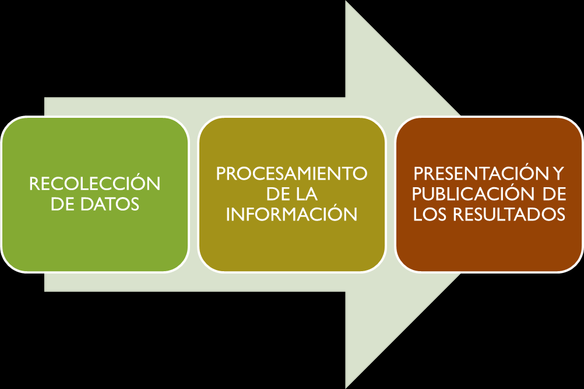 RECOLECCIÓN
DE DATOS
PROCESAMIENTO
DE LA
INFORMACIÓN
PRESENTACIÓN Y
PUBLICACIÓN DE
LOS RESULTADOS